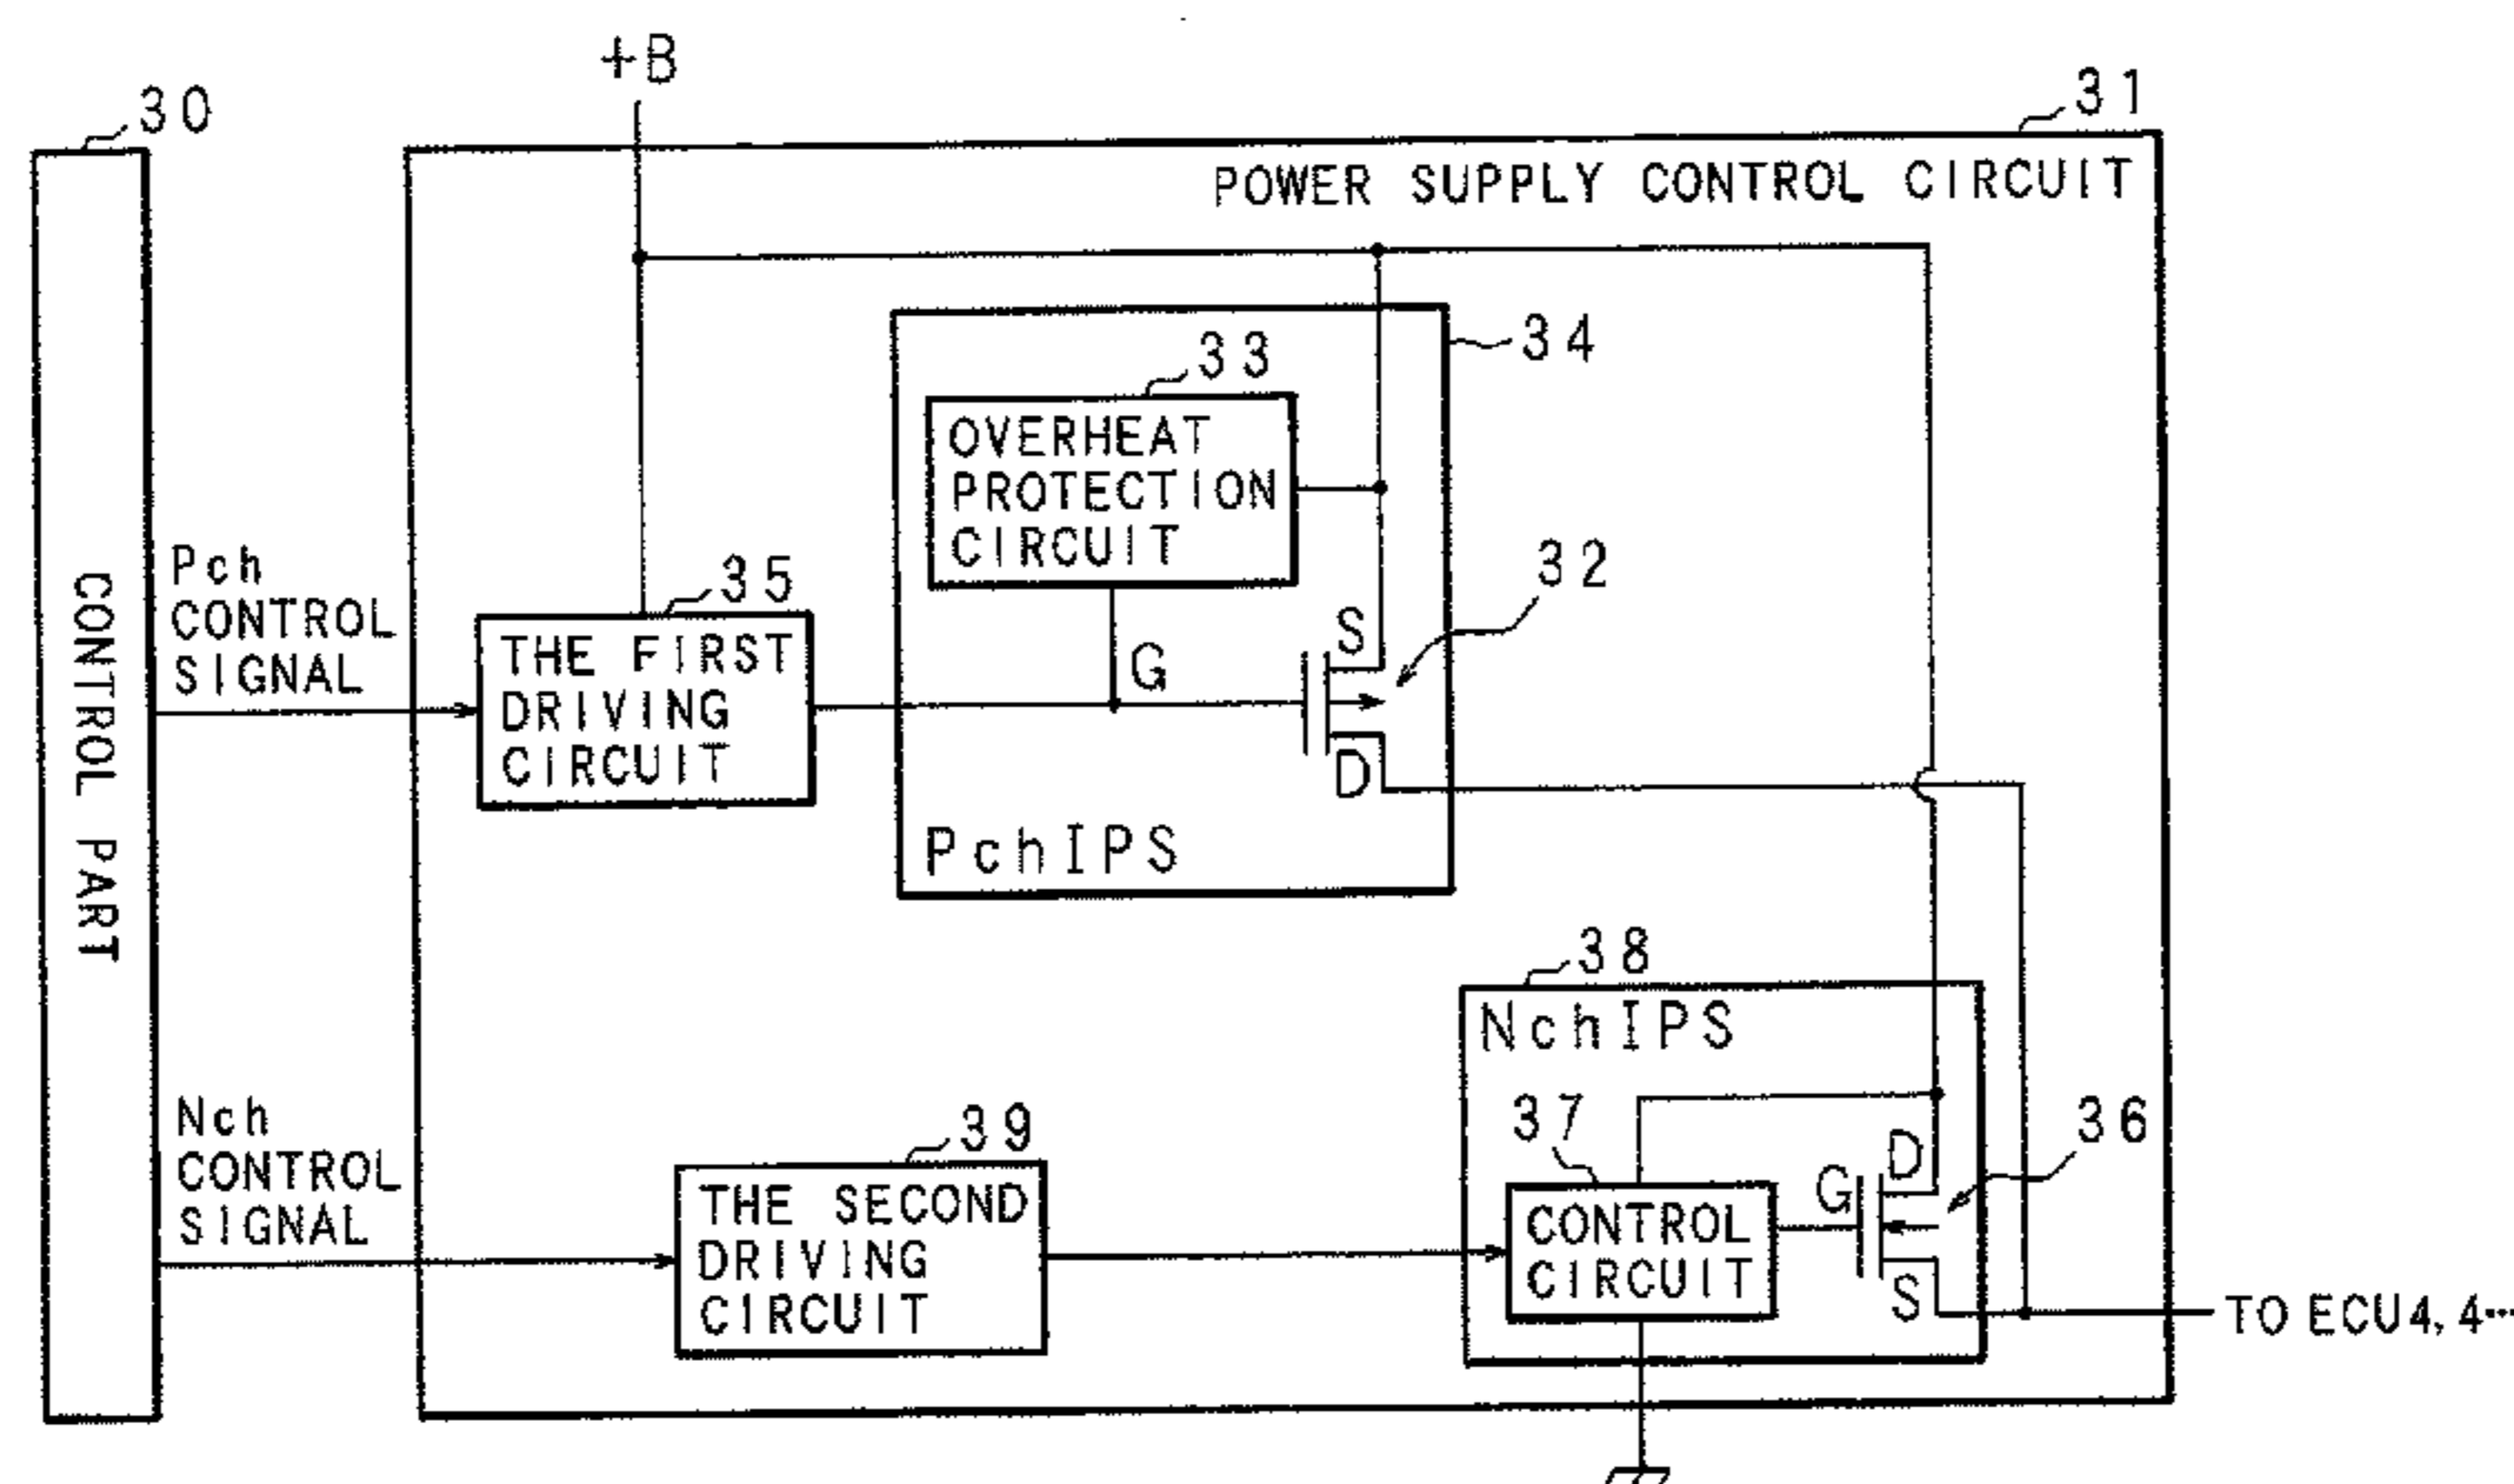 +B
30
31
POWER SUPPLY CONTROL CIRCUIT
34
33
OVERHEAT
PROTECTION
CIRCUIT
32
Pch
CONTROL
SIGNAL
35
THE FIRST
DRIVING
CIRCUIT
G
S
D
PchIPS
CONTROL PART
38
NchIPS
37
36
Nch
CONTROL
SIGNAL
39
THE SECOND
DRIVING
CIRCUIT
CONTROL
CIRCUIT
G
D
S
TO ECU4, 4…